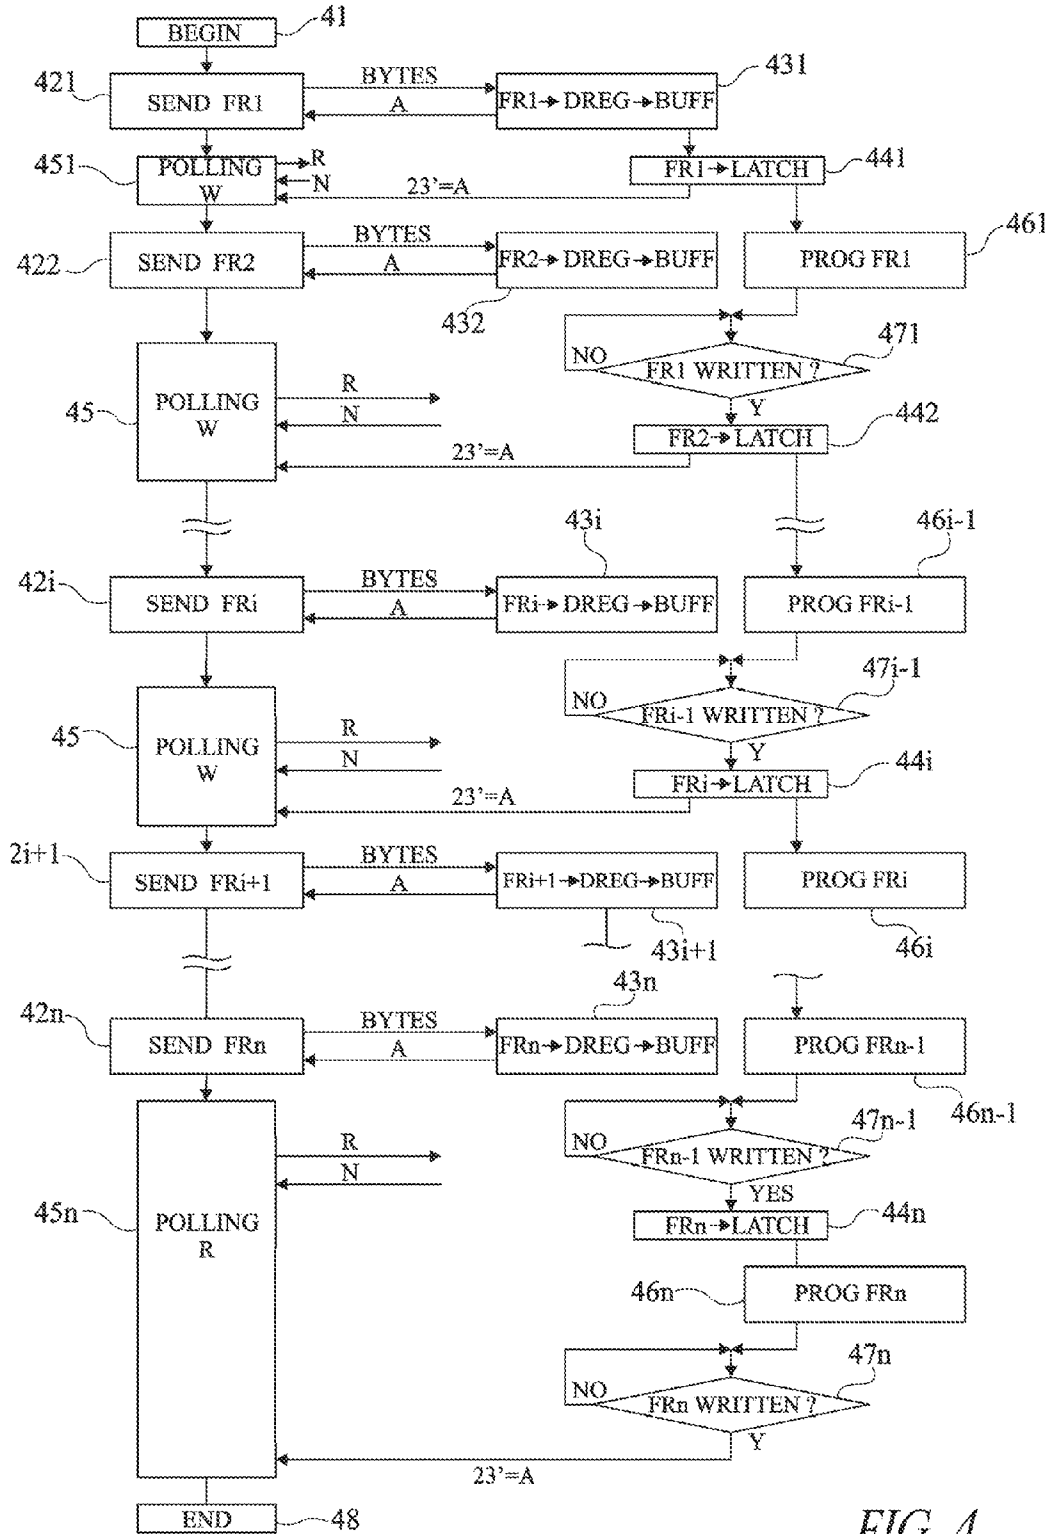 BEGIN 41
421 SEND FR1 BYTES A FR1→DREG→BUFF 431
451 POLLING W R N 23'=A FR1→LATCH 441
422 SEND FR2 BYTES A FR2→DREG→BUFF 432 PROG FR1 461
NO FR1 WRITTEN ? 471
Y
45 POLLING W R N 23'=A FR2→LATCH 442
42i SEND FRi BYTES A FRi→DREG→BUFF 43i PROG FRi-1 46i-1
NO FRi-1 WRITTEN ? 47i-1
Y
45 POLLING W R N 23'=A FRi→LATCH 44i
2i+1 SEND FRi+1 BYTES A FRi+1→DREG→BUFF 43i+1 PROG FRi 46i
42n SEND FRn BYTES A FRn→DREG→BUFF 43n PROG FRn-1 46n-1
NO FRn-1 WRITTEN ? 47n-1
YES
45n POLLING R R N FRn→LATCH 44n
46n PROG FRn
NO FRn WRITTEN ? 47n
Y
23'=A
END 48
FIG. 4